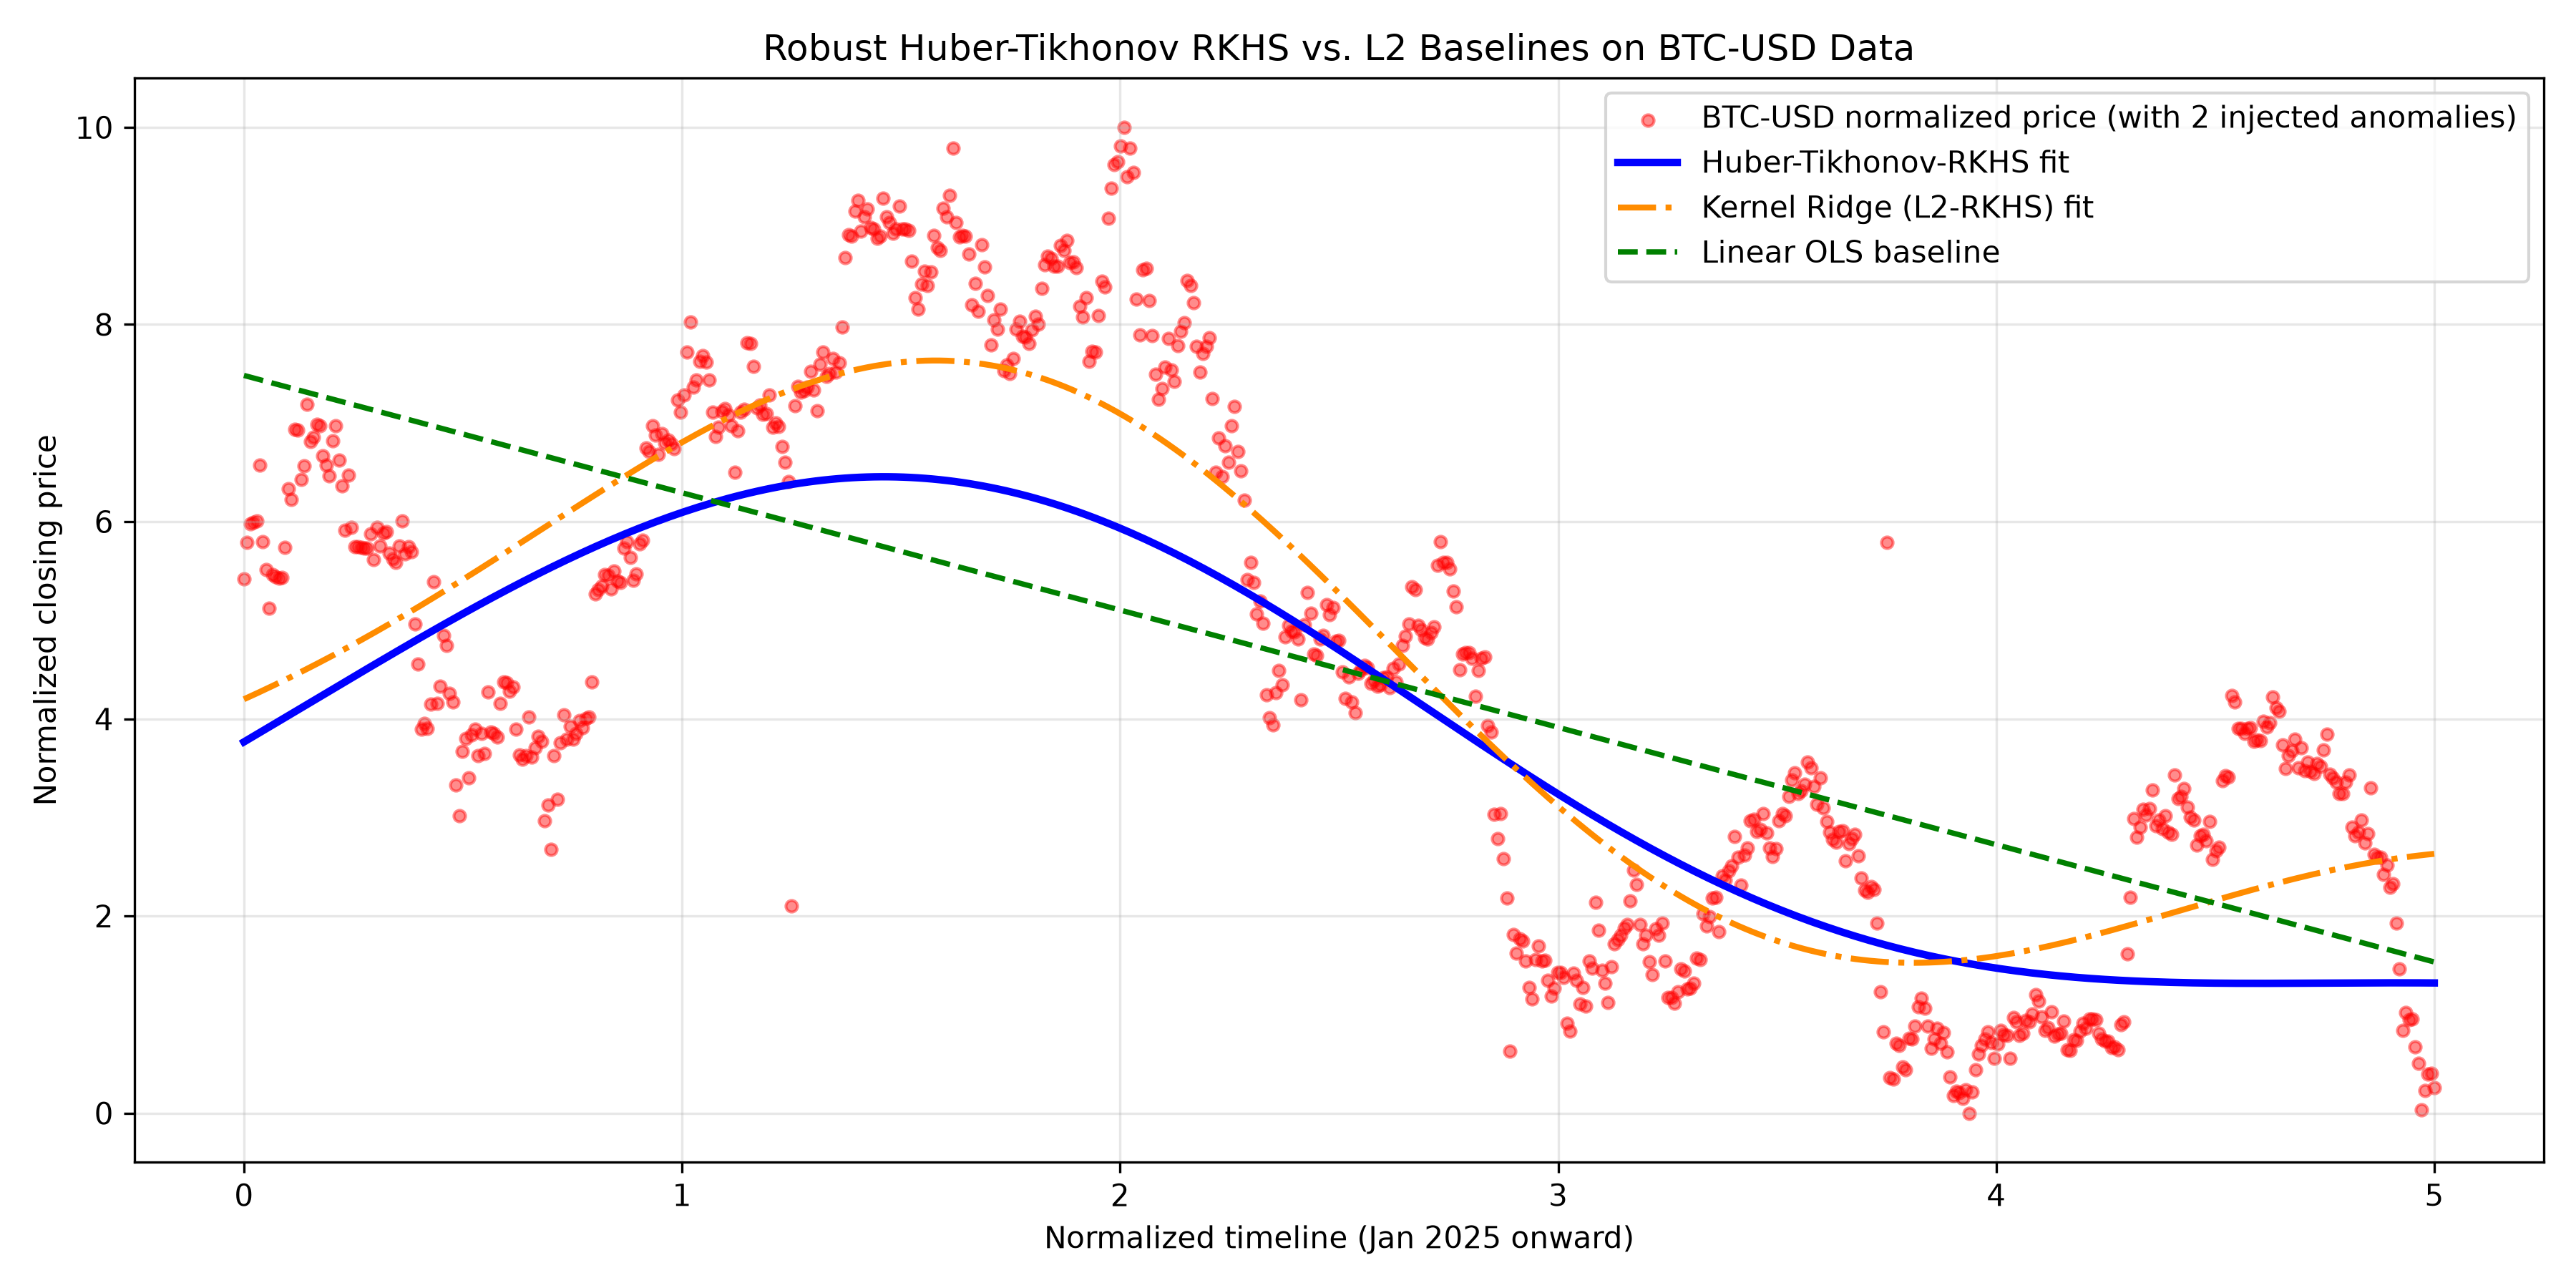 Robust Huber-Tikhonov RKHS vs. L2 Baselines on BTC-USD Data
BTC-USD normalized price (with 2 injected anomalies)
Huber-Tikhonov-RKHS fit
Kernel Ridge (L2-RKHS) fit
Linear OLS baseline
Normalized closing price
10
8
6
4
2
0
0 1 2 3 4 5
Normalized timeline (Jan 2025 onward)